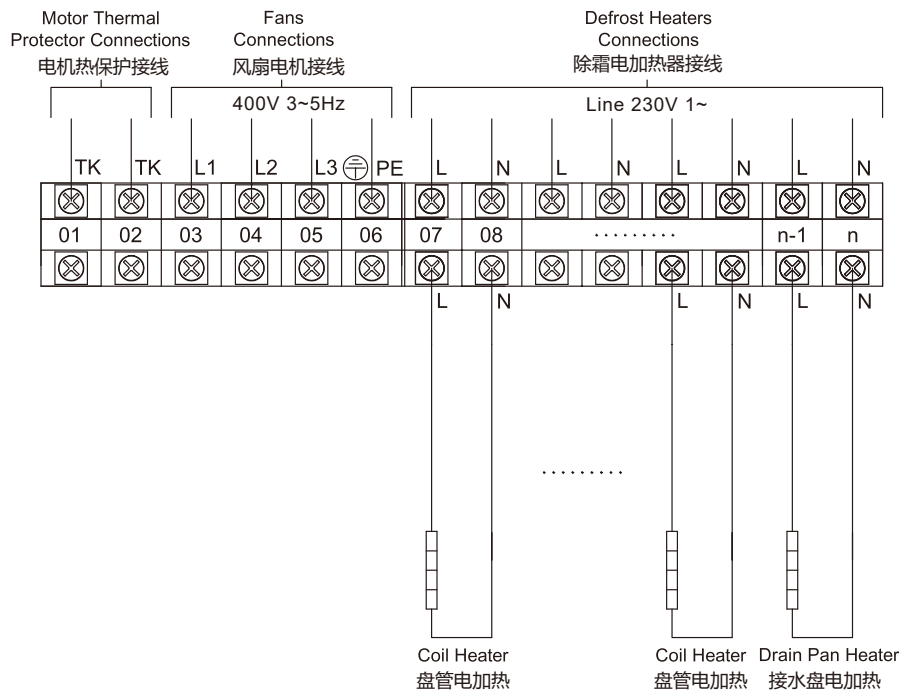 Motor Thermal
Protector Connections
电机热保护接线
Fans
Connections
风扇电机接线
Defrost Heaters
Connections
除霜电加热器接线
400V 3~5Hz
Line 230V 1~
TK TK L1 L2 L3 PE L N L N L N L N
01 02 03 04 05 06 07 08 ········· n-1 n
L N L N L N
·········
Coil Heater
盘管电加热
Coil Heater
盘管电加热
Drain Pan Heater
接水盘电加热